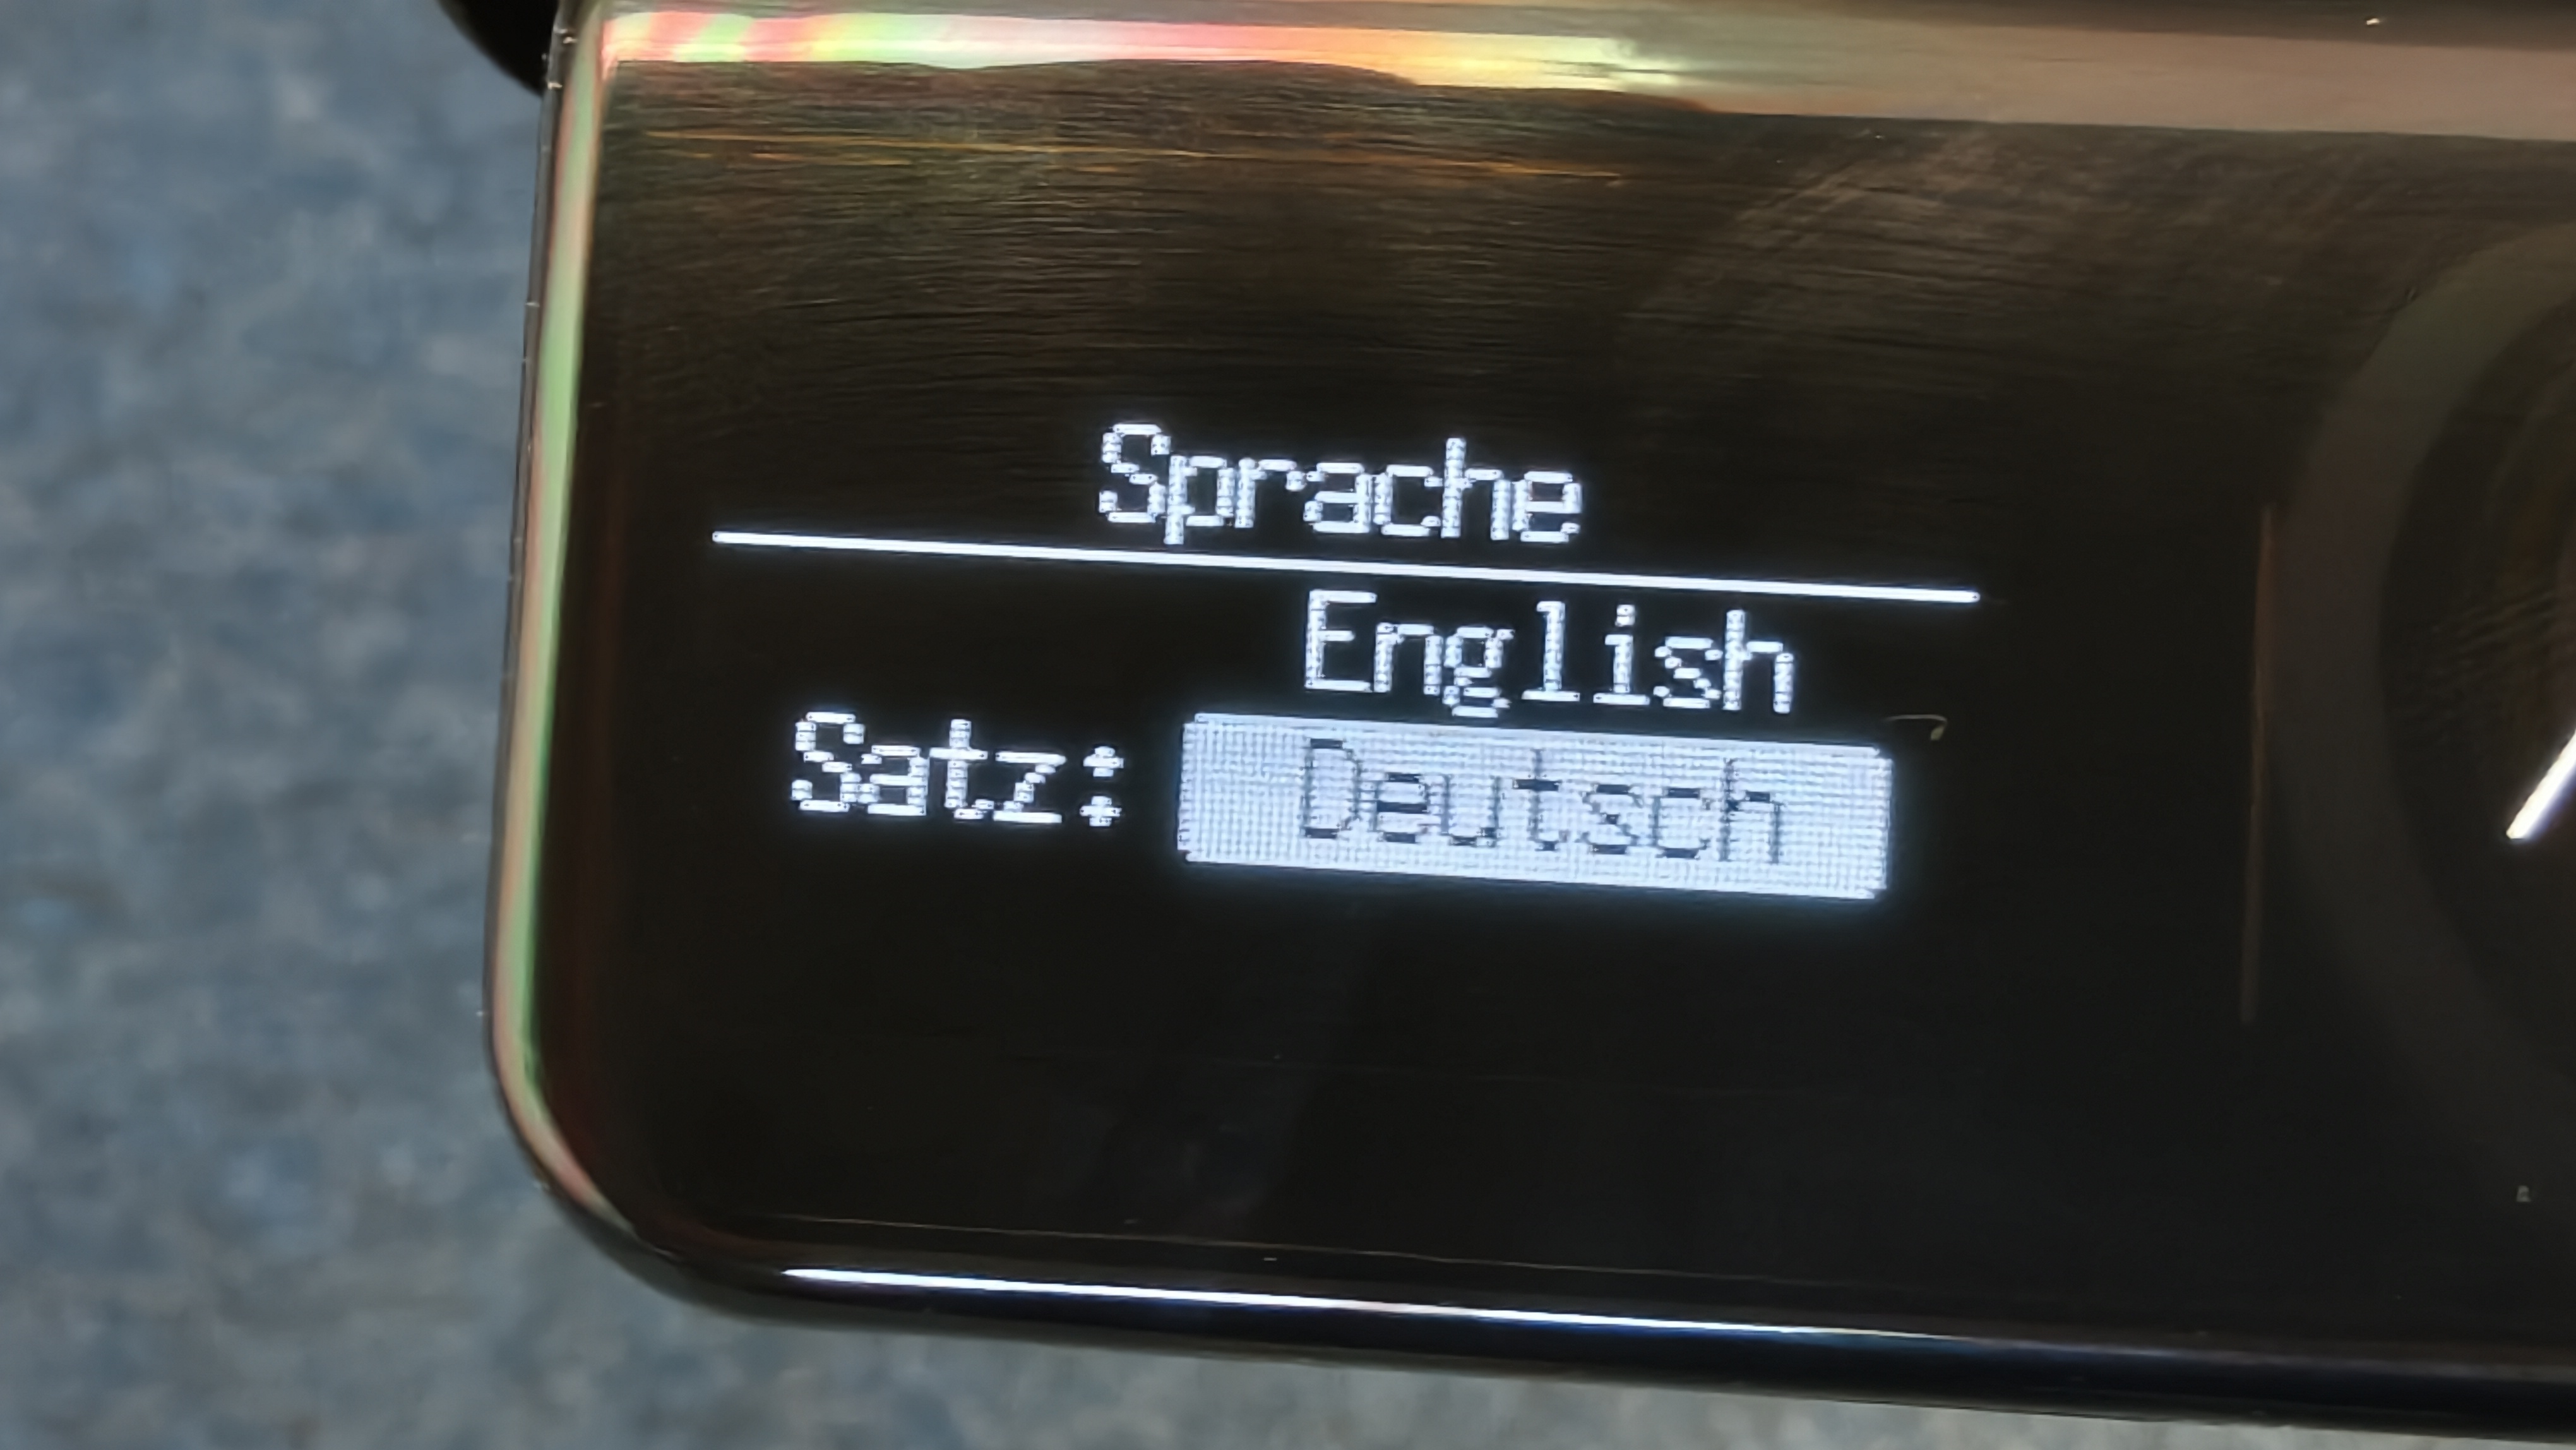 Sprache
English
Satz: Deutsch